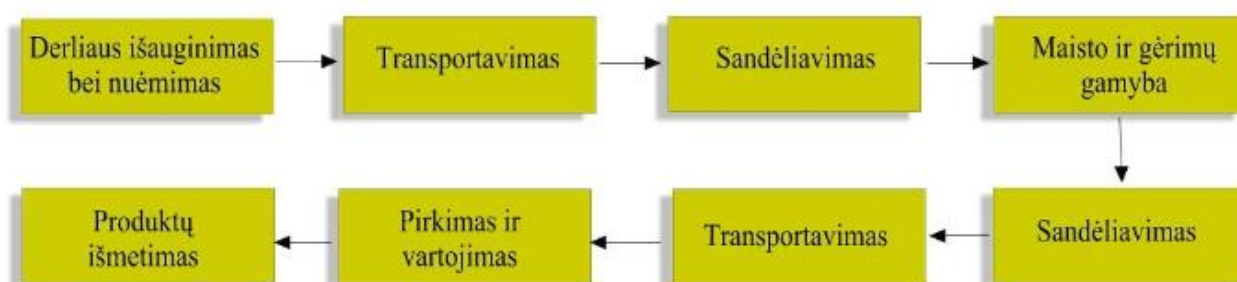 Derliaus išauginimas
bei nuėmimas
Transportavimas
Sandėliavimas
Maisto ir gėrimų
gamyba
Sandėliavimas
Transportavimas
Pirkimas ir
vartojimas
Produktų
išmetimas